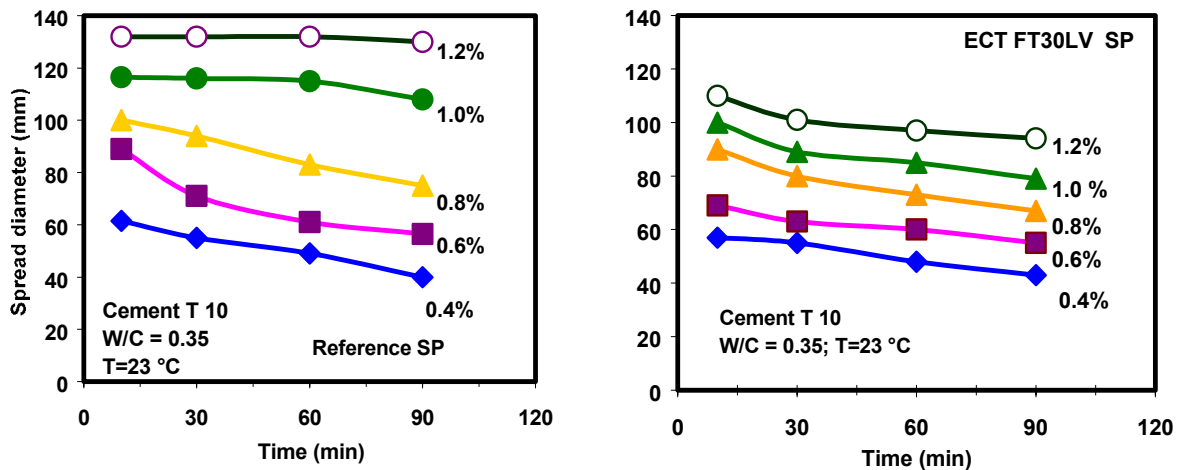 140
120
100
80
60
40
20
0
Spread diameter (mm)
1.2%
1.0%
0.8%
0.6%
0.4%
Cement T 10
W/C = 0.35
T=23 °C
Reference SP
0 30 60 90 120
Time (min)
140
120
100
80
60
40
20
0
ECT FT30LV SP
1.2%
1.0 %
0.8%
0.6%
0.4%
Cement T 10
W/C = 0.35; T=23 °C
0 30 60 90 120
Time (min)